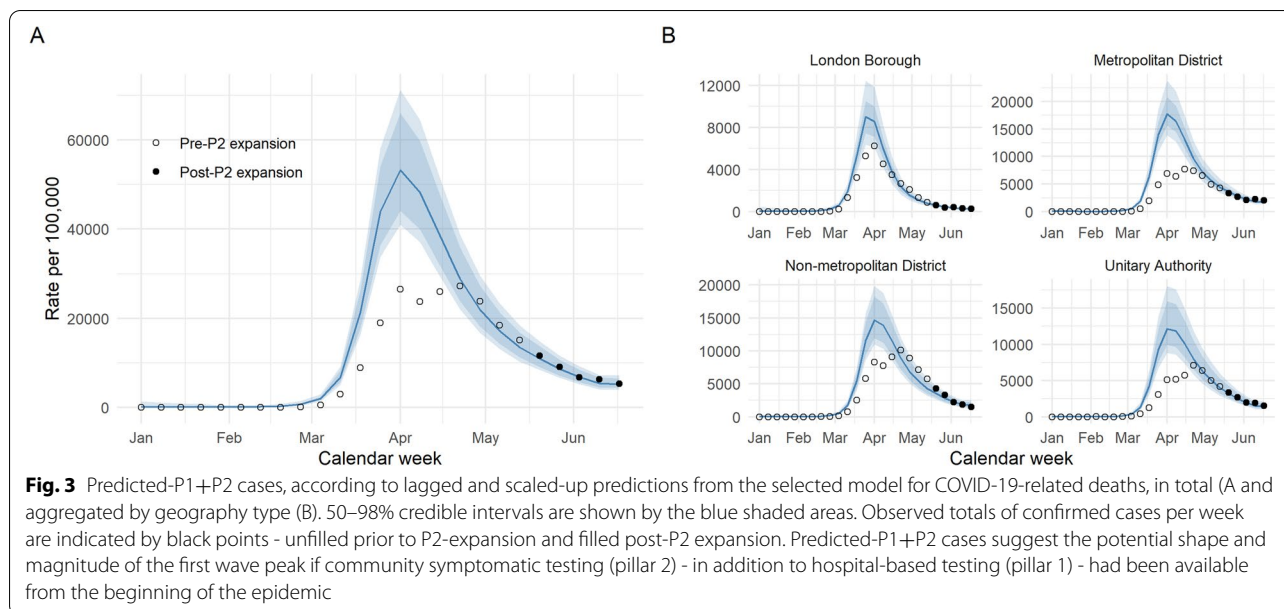 A
Rate per 100,000
60000
40000
20000
0
Pre-P2 expansion
Post-P2 expansion
Jan Feb Mar Apr May Jun
Calendar week
B
London Borough
12000
8000
4000
0
Jan Feb Mar Apr May Jun
Metropolitan District
20000
15000
10000
5000
0
Jan Feb Mar Apr May Jun
Non-metropolitan District
20000
15000
10000
5000
0
Jan Feb Mar Apr May Jun
Unitary Authority
15000
10000
5000
0
Jan Feb Mar Apr May Jun
Calendar week
Fig. 3 Predicted-P1+P2 cases, according to lagged and scaled-up predictions from the selected model for COVID-19-related deaths, in total (A and
aggregated by geography type (B). 50–98% credible intervals are shown by the blue shaded areas. Observed totals of confirmed cases per week
are indicated by black points - unfilled prior to P2-expansion and filled post-P2 expansion. Predicted-P1+P2 cases suggest the potential shape and
magnitude of the first wave peak if community symptomatic testing (pillar 2) - in addition to hospital-based testing (pillar 1) - had been available
from the beginning of the epidemic